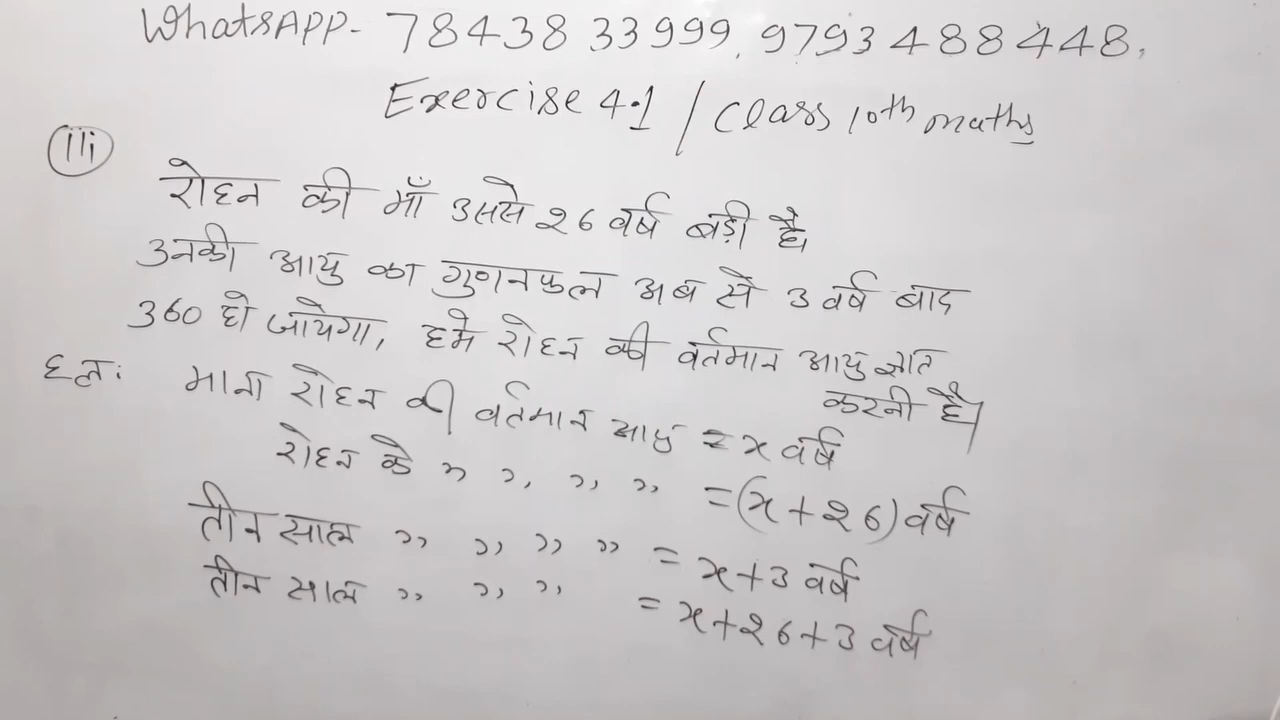 WhatsAPP- 78438 33999, 9793488448,
Exercise 4.1 / Class 10th maths
iii
रोहन की माँ उससे 26 वर्ष बड़ी है।
उनकी आयु का गुणनफल अब से 3 वर्ष बाद
360 हो जायेगा, हमे रोहन की वर्तमान आयु ज्ञात
करनी है।
हल: माना रोहन की वर्तमान आयु = x वर्ष
रोहन के " " " " = (x+26) वर्ष
तीन साल " " " " = x+3 वर्ष
तीन साल " " " = x+26+3 वर्ष